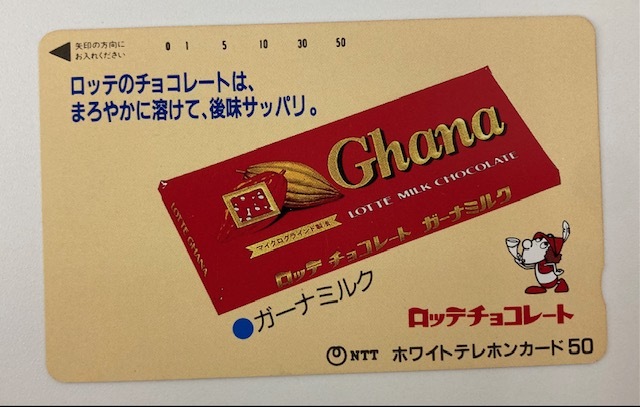 矢印の方向に
お入れください
0 1 5 10 30 50
ロッテのチョコレートは、
まろやかに溶けて、後味サッパリ。
Ghana
LOTTE MILK CHOCOLATE
LOTTE GHANA
マイクログラインド製法
ロッテ チョコレート ガーナミルク
●ガーナミルク
ロッテチョコレート
NTT ホワイトテレホンカード50